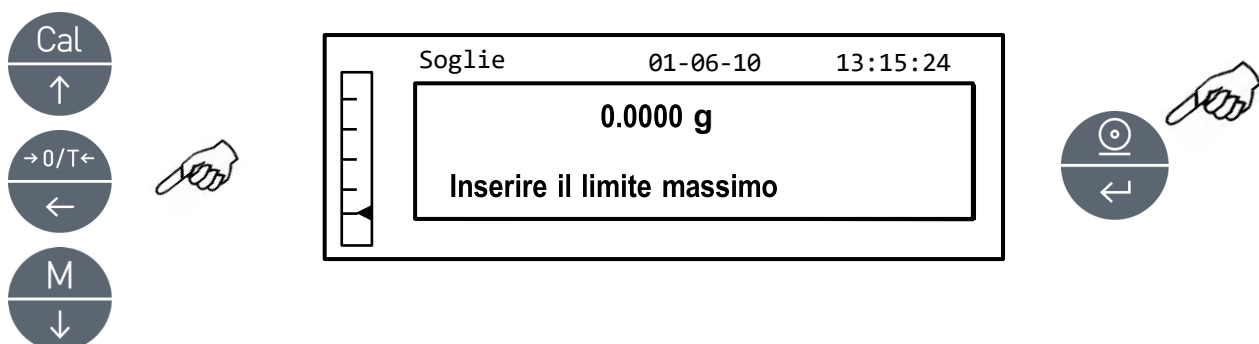 Cal
↑
→0/T←
←
M
↓
Soglie 01-06-10 13:15:24
0.0000 g
Inserire il limite massimo
↵